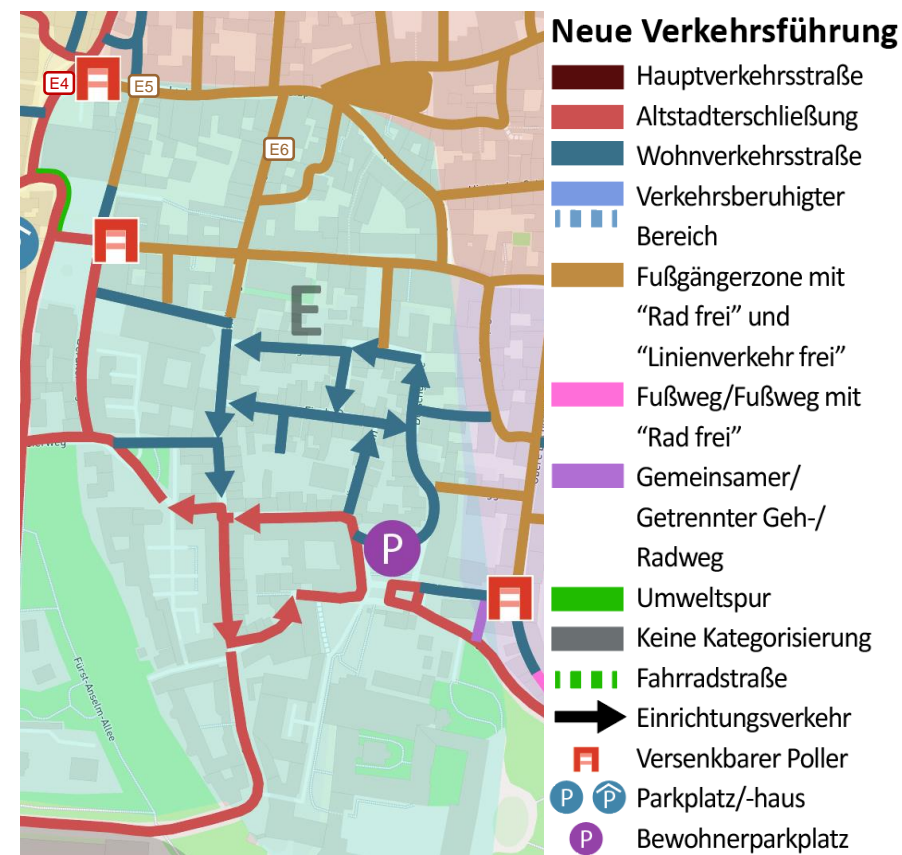 Neue Verkehrsführung
Hauptverkehrsstraße
Altstadterschließung
Wohnverkehrsstraße
Verkehrsberuhigter
Bereich
Fußgängerzone mit
“Rad frei” und
“Linienverkehr frei”
Fußweg/Fußweg mit
“Rad frei”
Gemeinsamer/
Getrennter Geh-/
Radweg
Umweltspur
Keine Kategorisierung
Fahrradstraße
Einrichtungsverkehr
Versenkbarer Poller
P P Parkplatz/-haus
P Bewohnerparkplatz
E4
E5
E6
E
P
Fürst-Anselm-Allee